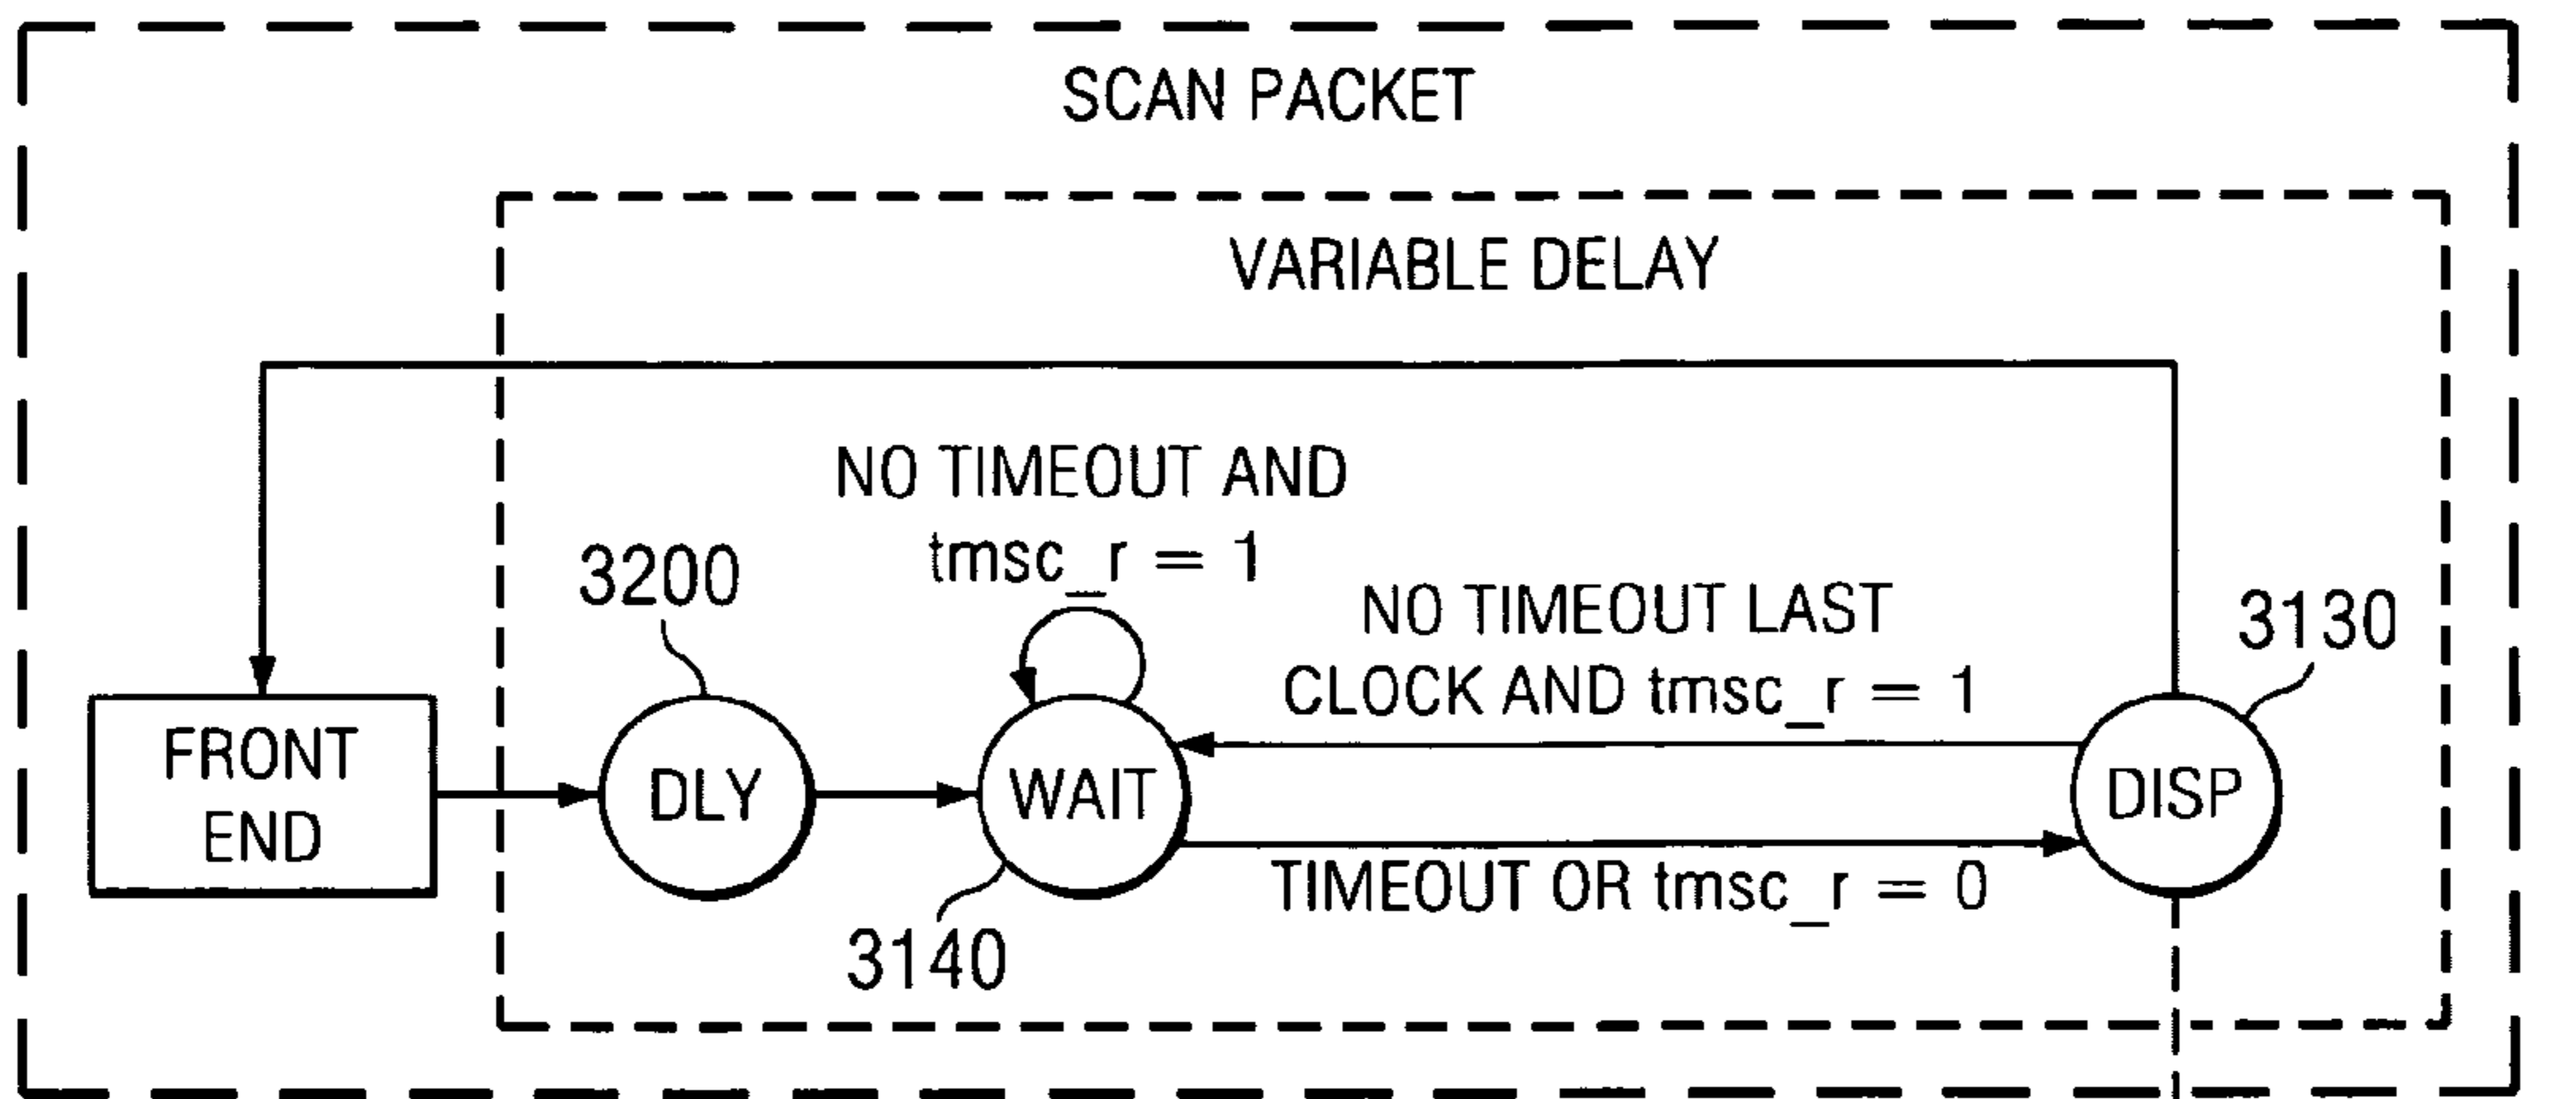 SCAN PACKET
VARIABLE DELAY
NO TIMEOUT AND
tmsc_r = 1
3200
NO TIMEOUT LAST
CLOCK AND tmsc_r = 1
3130
FRONT
END
DLY
WAIT
DISP
TIMEOUT OR tmsc_r = 0
3140